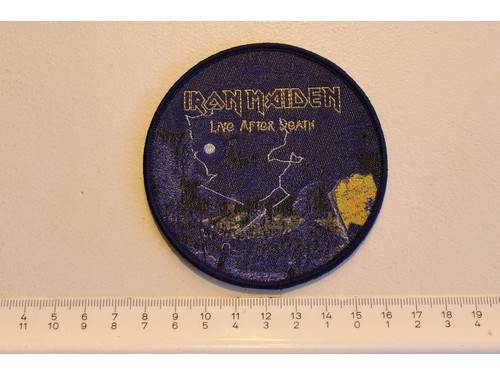 IRON MAIDEN
LIVE AFTER DEATH
4 5 6 7 8 9 10 11 12 13 14 15 16 17 18 19
11 10 9 8 7 6 5 4 3 2 1 0 1 2 3 4